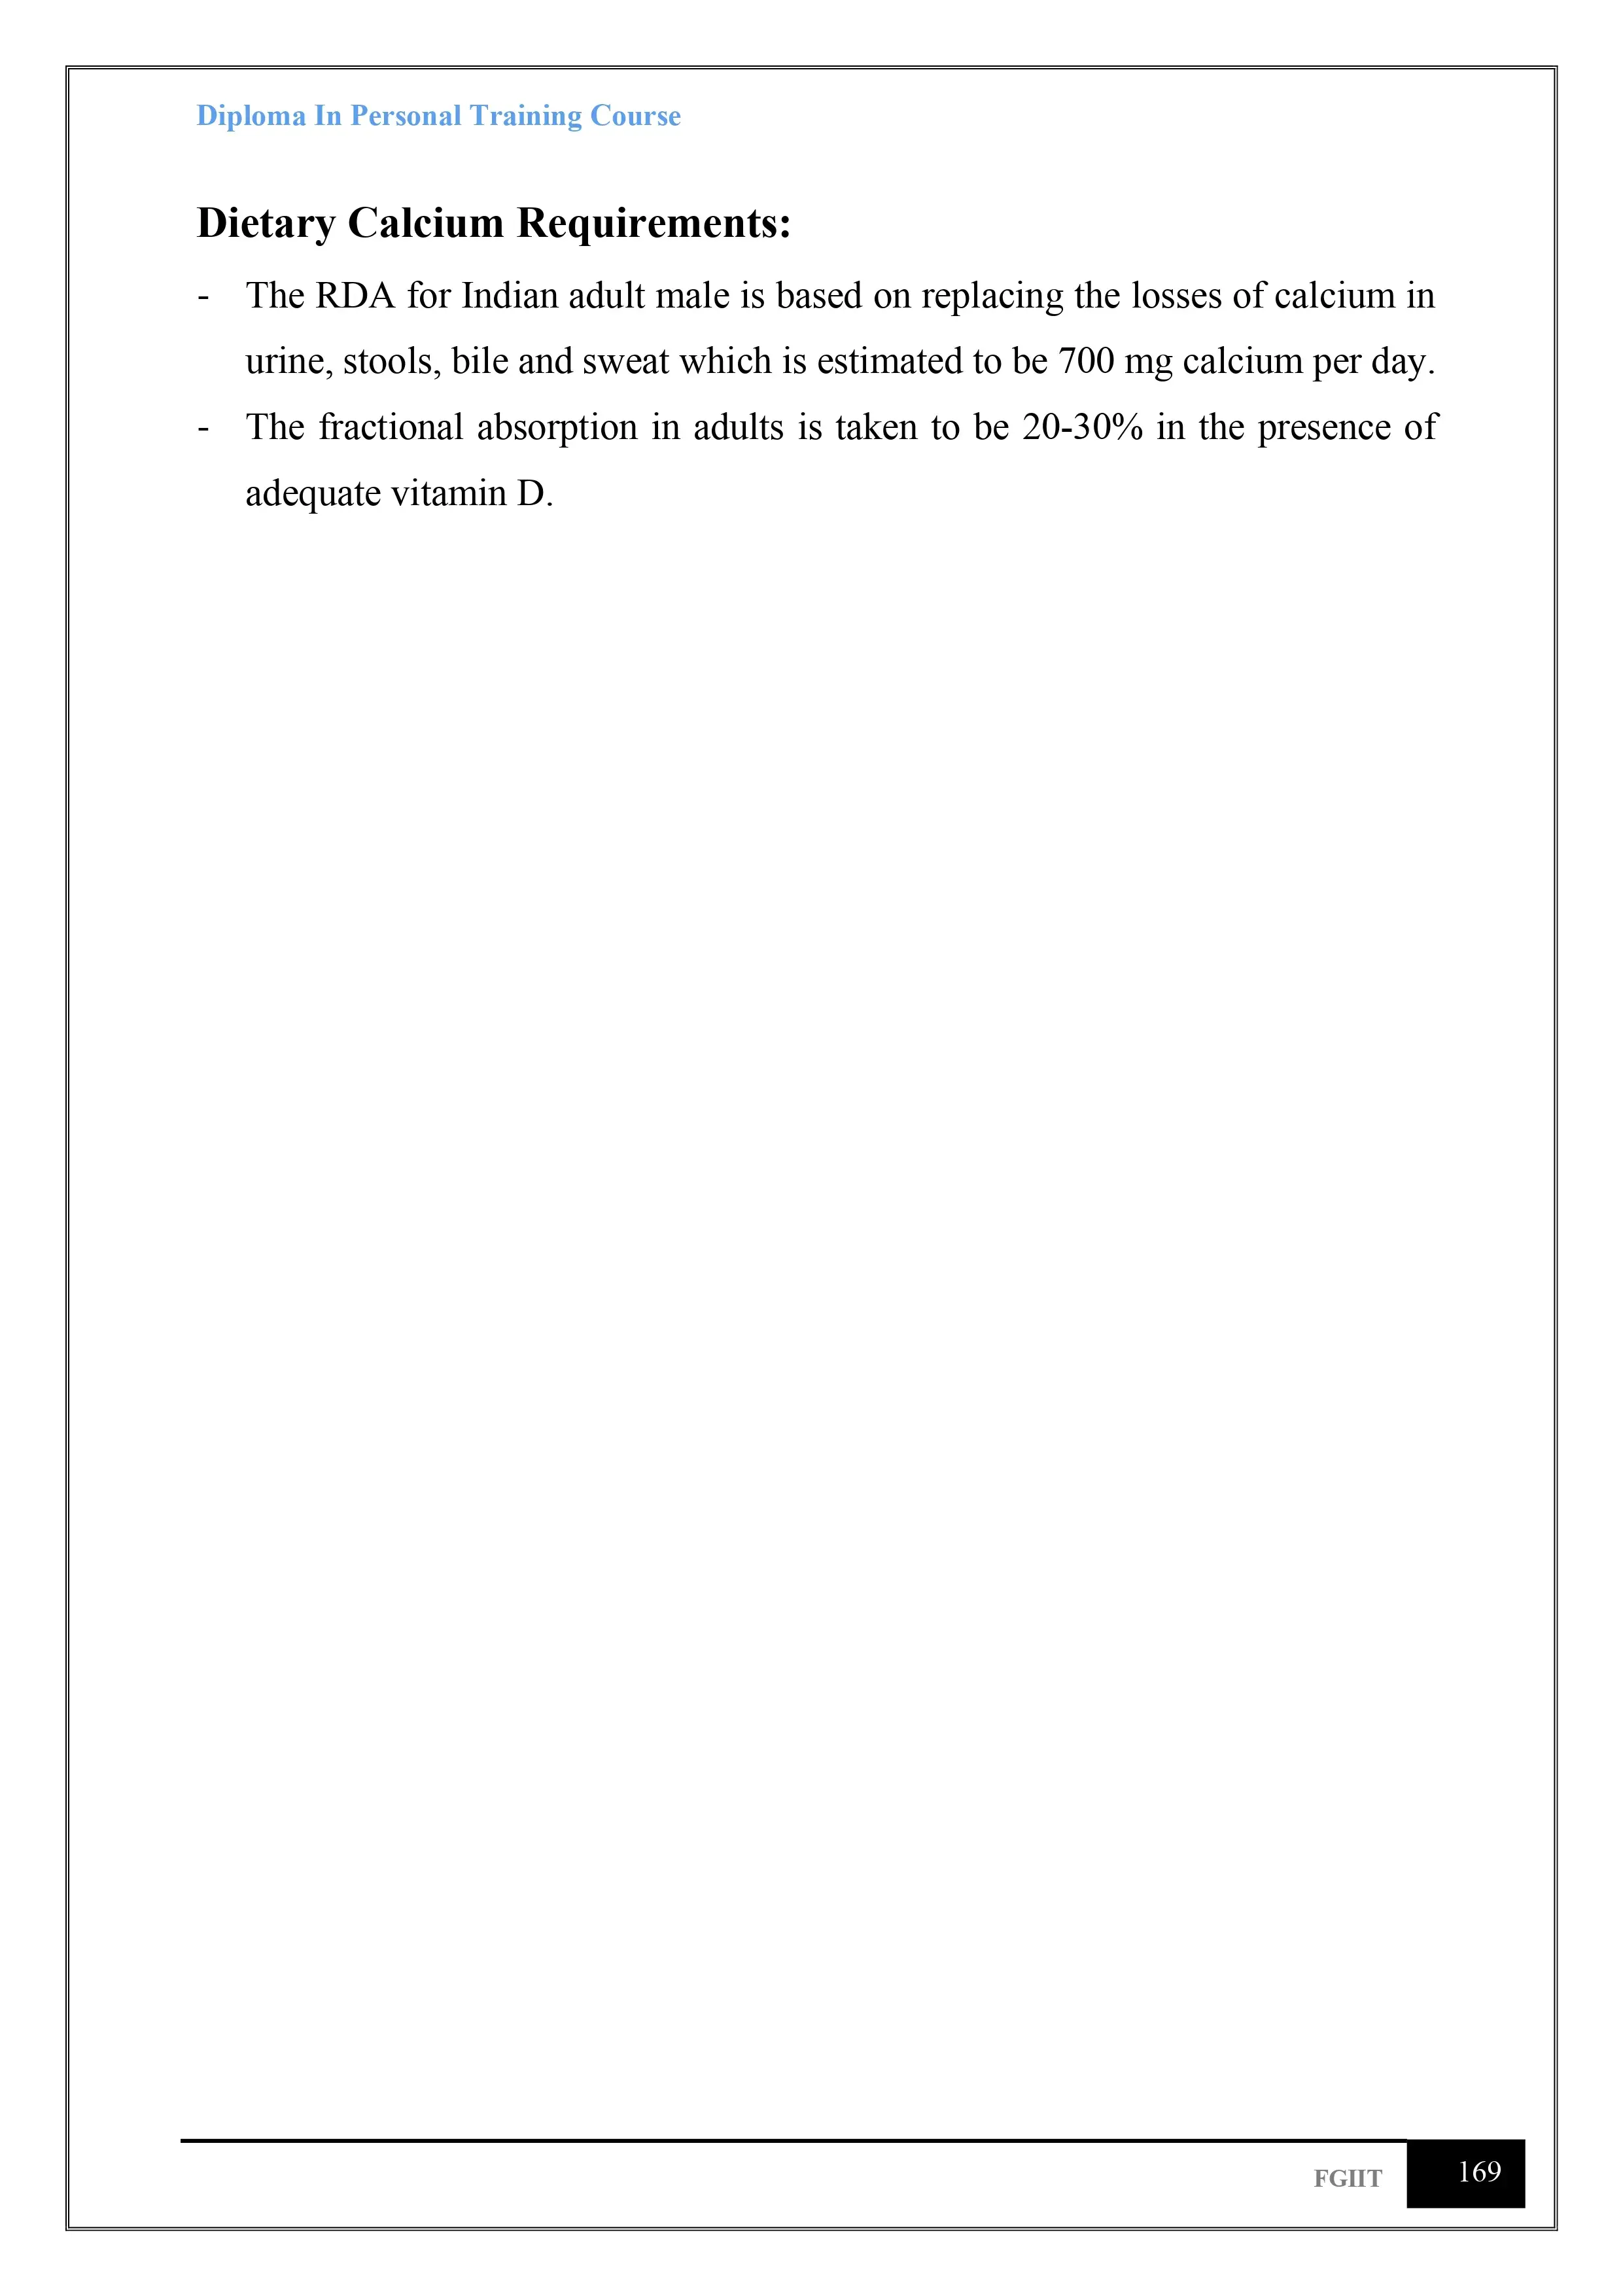 Diploma In Personal Training Course
Dietary Calcium Requirements:
- The RDA for Indian adult male is based on replacing the losses of calcium in
urine, stools, bile and sweat which is estimated to be 700 mg calcium per day.
- The fractional absorption in adults is taken to be 20-30% in the presence of
adequate vitamin D.
FGIIT 169